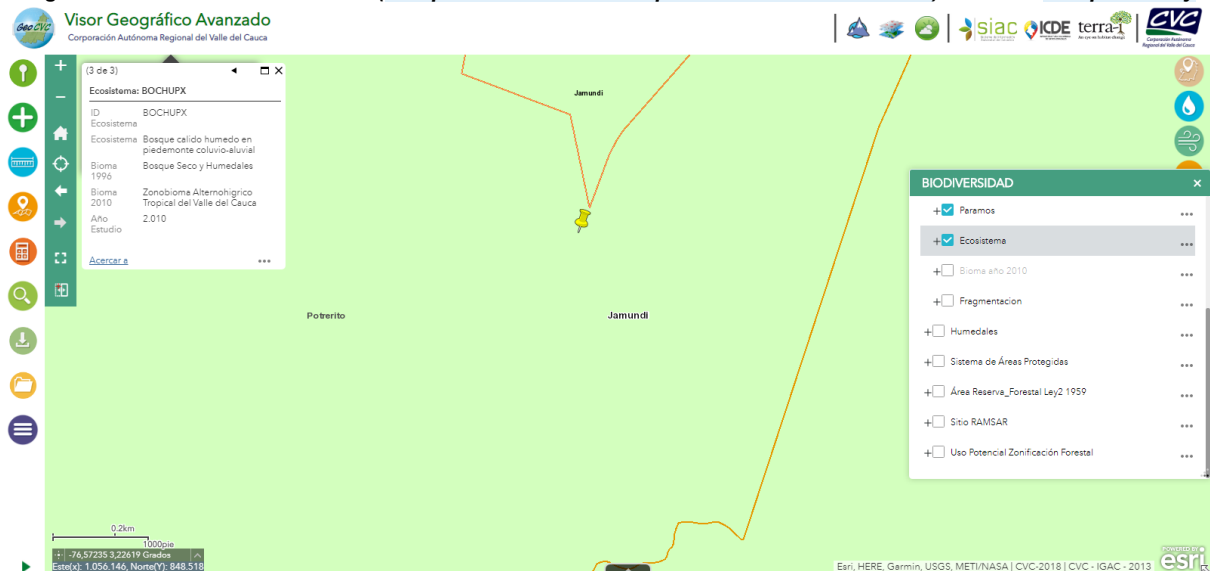 Geo CVC
Visor Geográfico Avanzado
Corporación Autónoma Regional del Valle del Cauca
siac
ICDE
terra-i
CVC
Corporación Autónoma
Regional del Valle del Cauca
(3 de 3)
Ecosistema: BOCHUPX
ID Ecosistema BOCHUPX
Ecosistema Bosque calido humedo en
piedemonte coluvio-aluvial
Bioma 1996 Bosque Seco y Humedales
Bioma 2010 Zonobioma Alternohigrico
Tropical del Valle del Cauca
Año Estudio 2.010
Acercar a
Jamundi
Potrerito
Jamundi
BIODIVERSIDAD
Paramos
Ecosistema
Bioma año 2010
Fragmentacion
Humedales
Sistema de Áreas Protegidas
Área Reserva_Forestal Ley2 1959
Sitio RAMSAR
Uso Potencial Zonificación Forestal
0.2km
1000pie
-76,57235 3,22619 Grados
Este(x): 1.056.146, Norte(Y): 848.518
Esri, HERE, Garmin, USGS, METI/NASA | CVC-2018 | CVC - IGAC - 2013
POWERED BY
esri